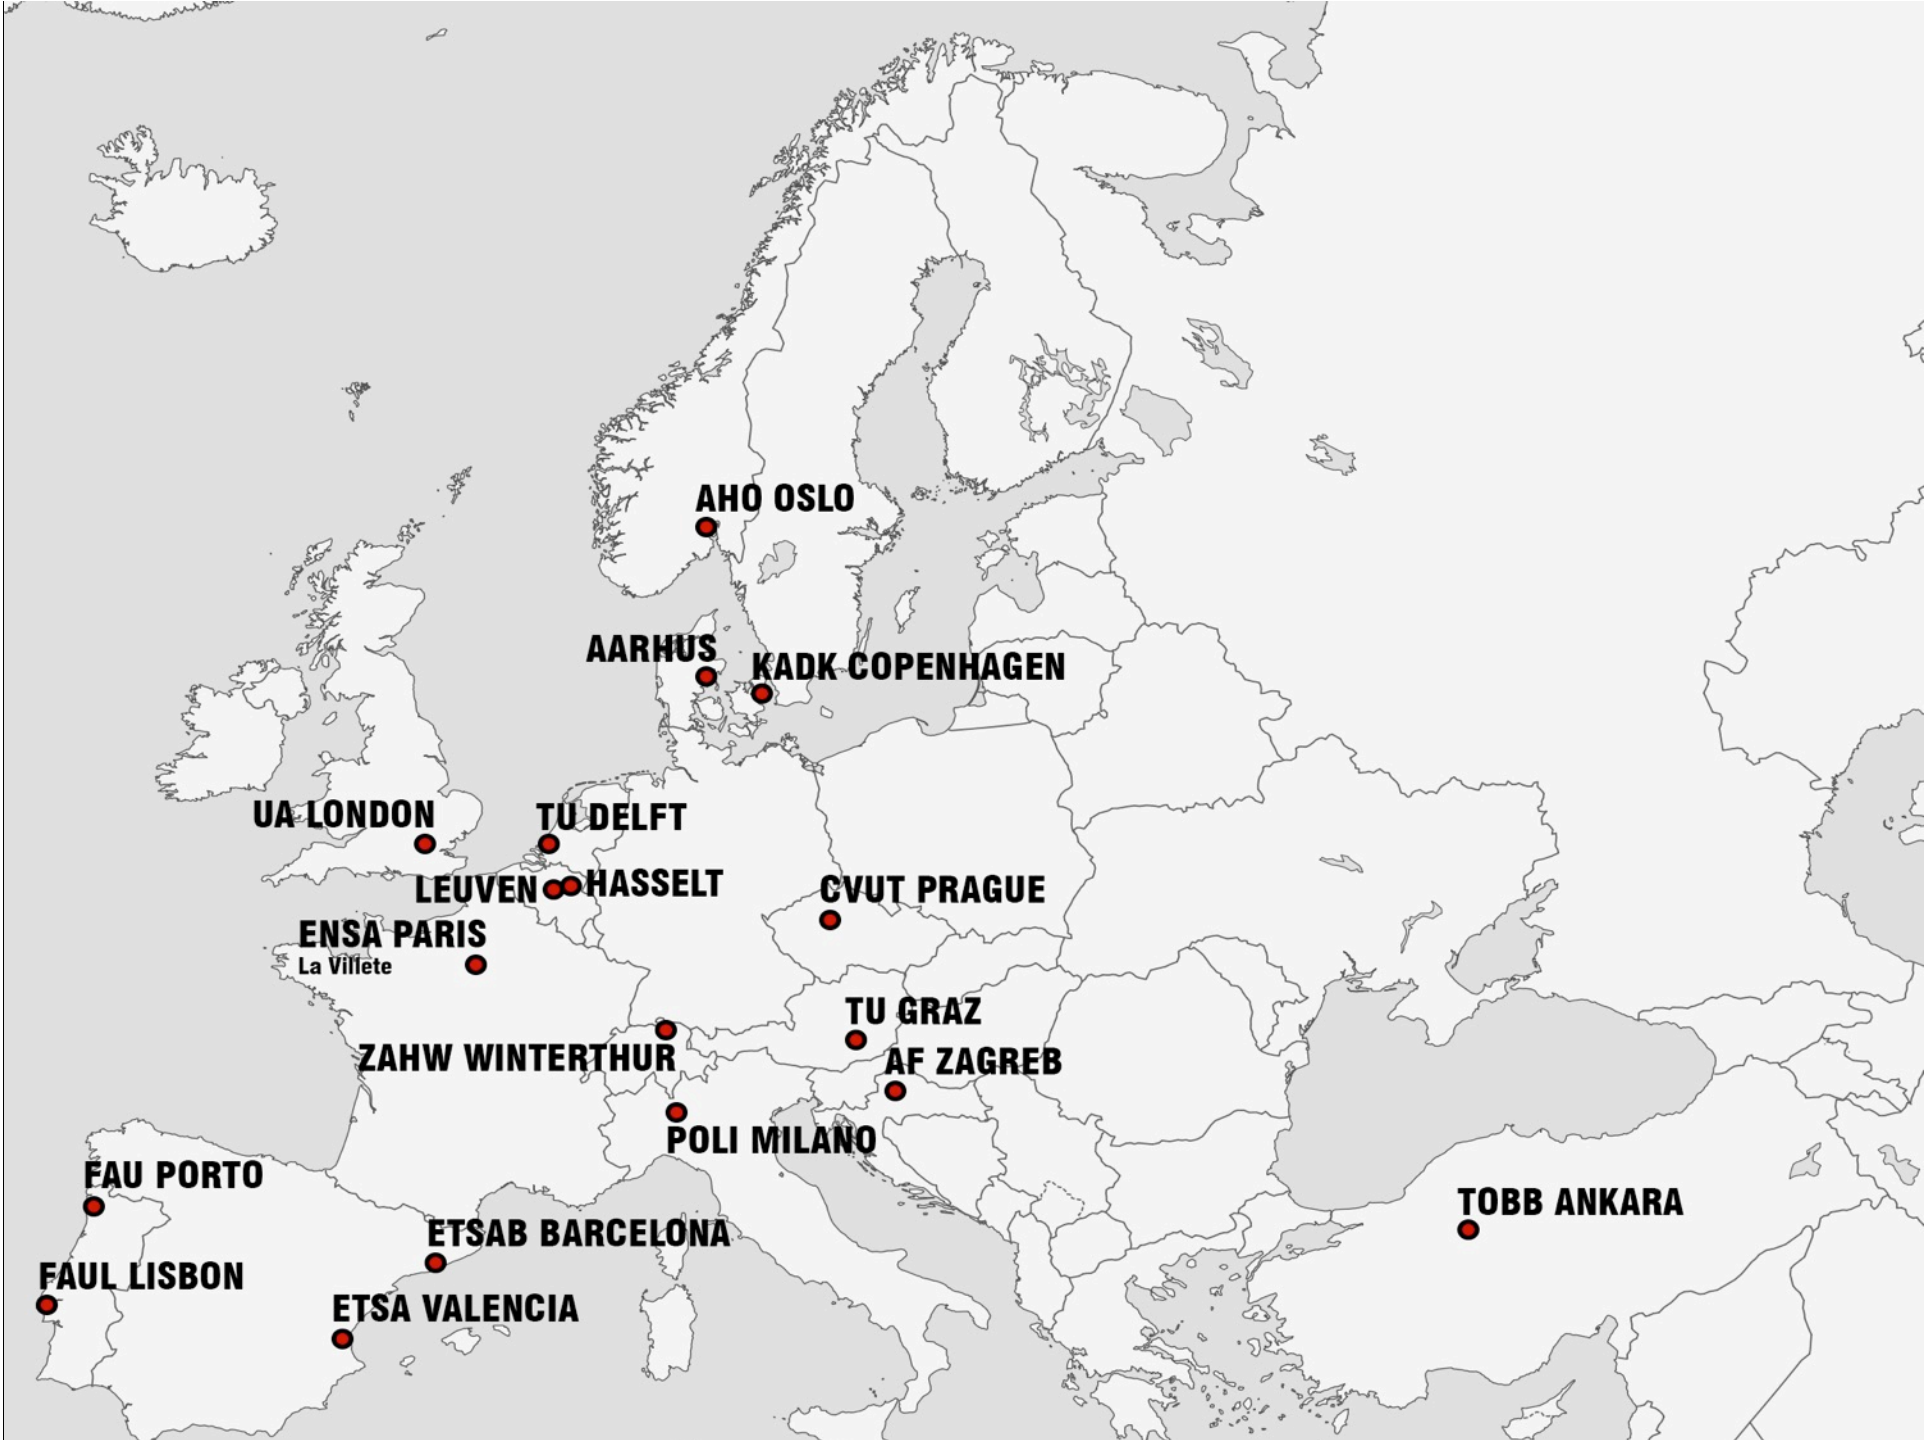 AHO OSLO
AARHUS
KADK COPENHAGEN
UA LONDON
TU DELFT
LEUVEN
HASSELT
CVUT PRAGUE
ENSA PARIS
La Villete
TU GRAZ
ZAHW WINTERTHUR
AF ZAGREB
POLI MILANO
FAU PORTO
TOBB ANKARA
ETSAB BARCELONA
FAUL LISBON
ETSA VALENCIA